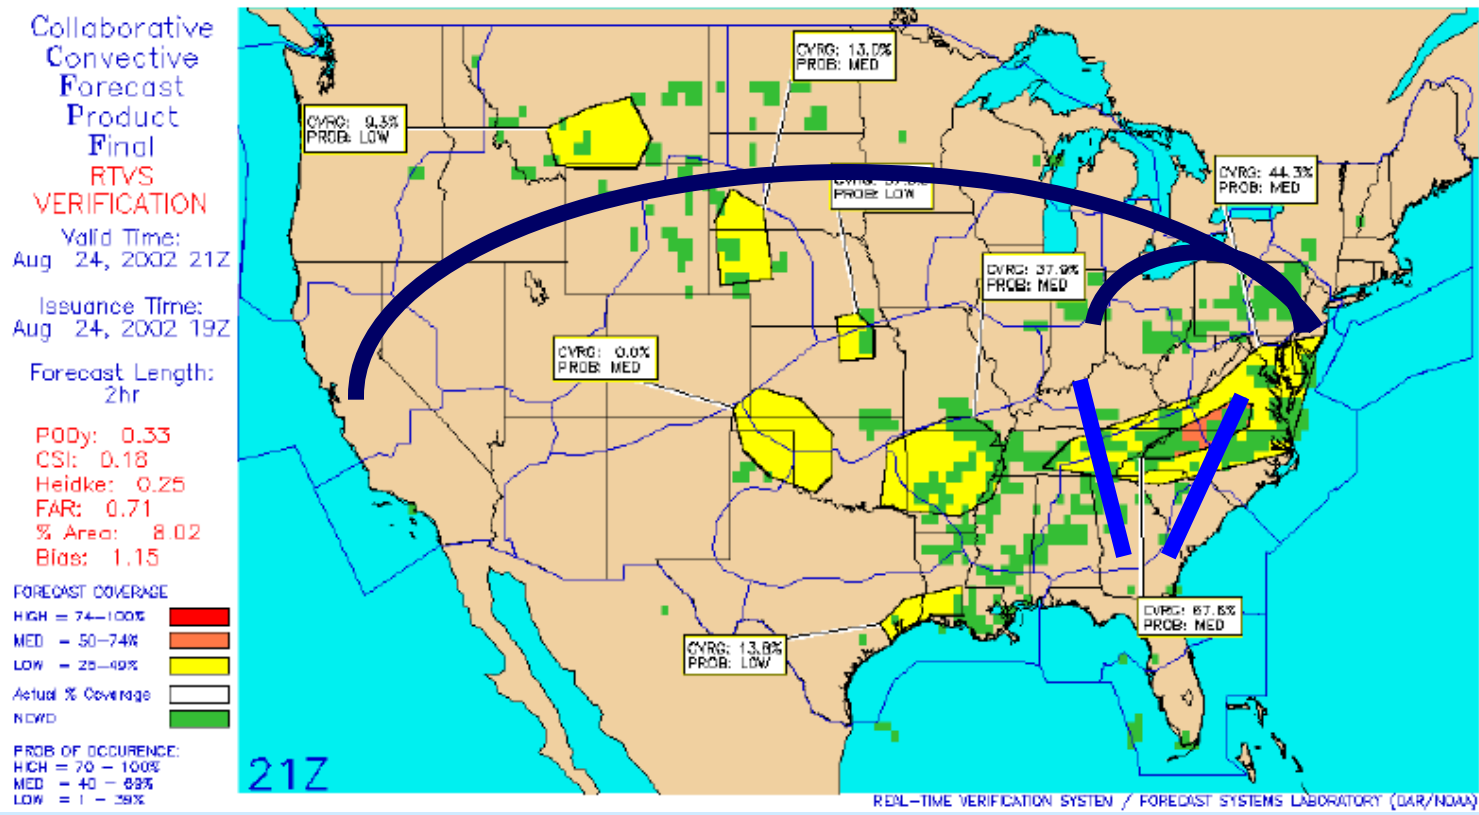 Collaborative
Convective
Forecast
Product
Final
RTVS
VERIFICATION
Valid Time:
Aug 24, 2002 21Z
Issuance Time:
Aug 24, 2002 19Z
Forecast Length:
2hr
PODy: 0.33
CSI: 0.18
Heidke: 0.25
FAR: 0.71
% Area: 8.02
Bias: 1.15
FORECAST COVERAGE
HIGH = 74-100%
MED = 50-74%
LOW = 25-49%
Actual % Coverage
NCWD
PROB OF OCCURENCE:
HIGH = 70 - 100%
MED = 40 - 69%
LOW = 1 - 39%
CVRG: 13.0%
PROB: MED
CVRG: 9.3%
PROB: LOW
CVRG:
PROB: LOW
CVRG: 44.3%
PROB: MED
CVRG: 37.9%
PROB: MED
CVRG: 0.0%
PROB: MED
CVRG: 67.6%
PROB: MED
CVRG: 13.8%
PROB: LOW
21Z
REAL-TIME VERIFICATION SYSTEM / FORECAST SYSTEMS LABORATORY (OAR/NOAA)